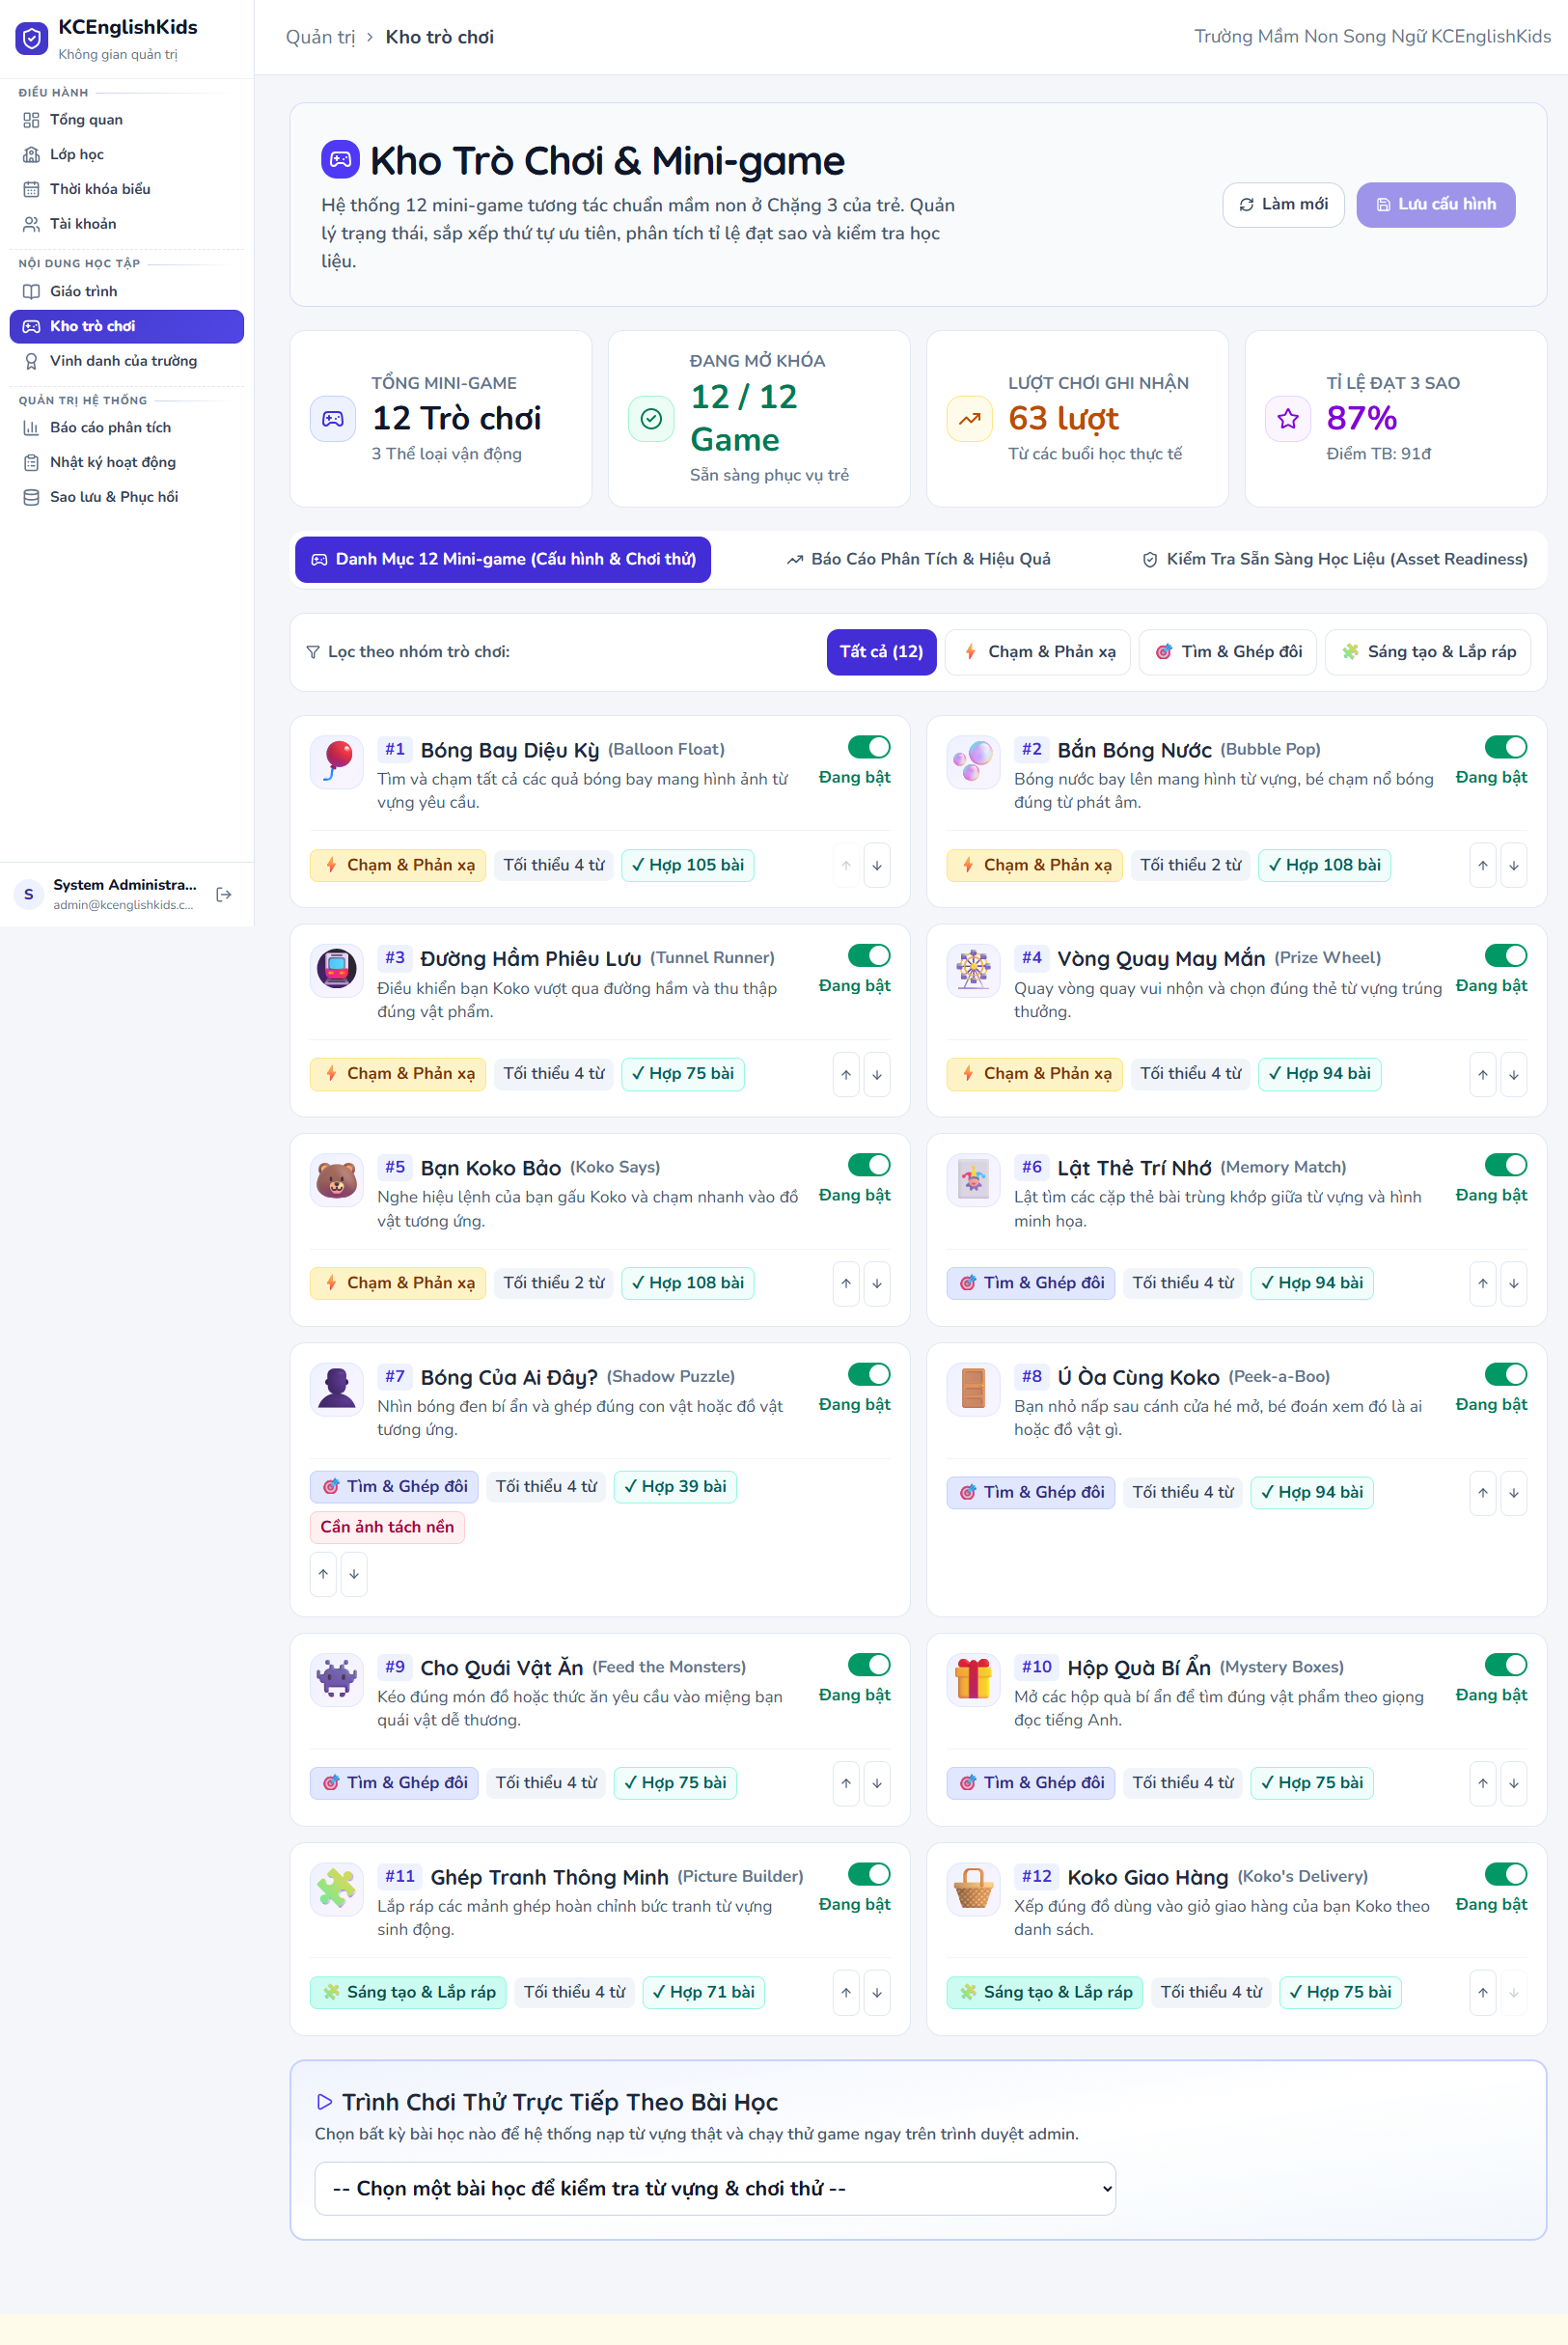 KCEnglishKids
Không gian quản trị
ĐIỀU HÀNH
Tổng quan
Lớp học
Thời khóa biểu
Tài khoản
NỘI DUNG HỌC TẬP
Giáo trình
Kho trò chơi
Vinh danh của trường
QUẢN TRỊ HỆ THỐNG
Báo cáo phân tích
Nhật ký hoạt động
Sao lưu & Phục hồi
S
System Administra...
admin@kcenglishkids.c...
Quản trị › Kho trò chơi
Trường Mầm Non Song Ngữ KCEnglishKids
Kho Trò Chơi & Mini-game
Hệ thống 12 mini-game tương tác chuẩn mầm non ở Chặng 3 của trẻ. Quản
lý trạng thái, sắp xếp thứ tự ưu tiên, phân tích tỉ lệ đạt sao và kiểm tra học
liệu.
Làm mới
Lưu cấu hình
TỔNG MINI-GAME
12 Trò chơi
3 Thể loại vận động
ĐANG MỞ KHÓA
12 / 12
Game
Sẵn sàng phục vụ trẻ
LƯỢT CHƠI GHI NHẬN
63 lượt
Từ các buổi học thực tế
TỈ LỆ ĐẠT 3 SAO
87%
Điểm TB: 91đ
Danh Mục 12 Mini-game (Cấu hình & Chơi thử)
Báo Cáo Phân Tích & Hiệu Quả
Kiểm Tra Sẵn Sàng Học Liệu (Asset Readiness)
Lọc theo nhóm trò chơi:
Tất cả (12)
Chạm & Phản xạ
Tìm & Ghép đôi
Sáng tạo & Lắp ráp
#1 Bóng Bay Diệu Kỳ (Balloon Float)
Tìm và chạm tất cả các quả bóng bay mang hình ảnh từ
vựng yêu cầu.
Đang bật
Chạm & Phản xạ
Tối thiểu 4 từ
✓ Hợp 105 bài
↑ ↓
#2 Bắn Bóng Nước (Bubble Pop)
Bóng nước bay lên mang hình từ vựng, bé chạm nổ bóng
đúng từ phát âm.
Đang bật
Chạm & Phản xạ
Tối thiểu 2 từ
✓ Hợp 108 bài
↑ ↓
#3 Đường Hầm Phiêu Lưu (Tunnel Runner)
Điều khiển bạn Koko vượt qua đường hầm và thu thập
đúng vật phẩm.
Đang bật
Chạm & Phản xạ
Tối thiểu 4 từ
✓ Hợp 75 bài
↑ ↓
#4 Vòng Quay May Mắn (Prize Wheel)
Quay vòng quay vui nhộn và chọn đúng thẻ từ vựng trúng
thưởng.
Đang bật
Chạm & Phản xạ
Tối thiểu 4 từ
✓ Hợp 94 bài
↑ ↓
#5 Bạn Koko Bảo (Koko Says)
Nghe hiệu lệnh của bạn gấu Koko và chạm nhanh vào đồ
vật tương ứng.
Đang bật
Chạm & Phản xạ
Tối thiểu 2 từ
✓ Hợp 108 bài
↑ ↓
#6 Lật Thẻ Trí Nhớ (Memory Match)
Lật tìm các cặp thẻ bài trùng khớp giữa từ vựng và hình
minh họa.
Đang bật
Tìm & Ghép đôi
Tối thiểu 4 từ
✓ Hợp 94 bài
↑ ↓
#7 Bóng Của Ai Đây? (Shadow Puzzle)
Nhìn bóng đen bí ẩn và ghép đúng con vật hoặc đồ vật
tương ứng.
Đang bật
Tìm & Ghép đôi
Tối thiểu 4 từ
✓ Hợp 39 bài
Cần ảnh tách nền
↑ ↓
#8 Ú Òa Cùng Koko (Peek-a-Boo)
Bạn nhỏ nấp sau cánh cửa hé mở, bé đoán xem đó là ai
hoặc đồ vật gì.
Đang bật
Tìm & Ghép đôi
Tối thiểu 4 từ
✓ Hợp 94 bài
↑ ↓
#9 Cho Quái Vật Ăn (Feed the Monsters)
Kéo đúng món đồ hoặc thức ăn yêu cầu vào miệng bạn
quái vật dễ thương.
Đang bật
Tìm & Ghép đôi
Tối thiểu 4 từ
✓ Hợp 75 bài
↑ ↓
#10 Hộp Quà Bí Ẩn (Mystery Boxes)
Mở các hộp quà bí ẩn để tìm đúng vật phẩm theo giọng
đọc tiếng Anh.
Đang bật
Tìm & Ghép đôi
Tối thiểu 4 từ
✓ Hợp 75 bài
↑ ↓
#11 Ghép Tranh Thông Minh (Picture Builder)
Lắp ráp các mảnh ghép hoàn chỉnh bức tranh từ vựng
sinh động.
Đang bật
Sáng tạo & Lắp ráp
Tối thiểu 4 từ
✓ Hợp 71 bài
↑ ↓
#12 Koko Giao Hàng (Koko's Delivery)
Xếp đúng đồ dùng vào giỏ giao hàng của bạn Koko theo
danh sách.
Đang bật
Sáng tạo & Lắp ráp
Tối thiểu 4 từ
✓ Hợp 75 bài
↑ ↓
Trình Chơi Thử Trực Tiếp Theo Bài Học
Chọn bất kỳ bài học nào để hệ thống nạp từ vựng thật và chạy thử game ngay trên trình duyệt admin.
-- Chọn một bài học để kiểm tra từ vựng & chơi thử --